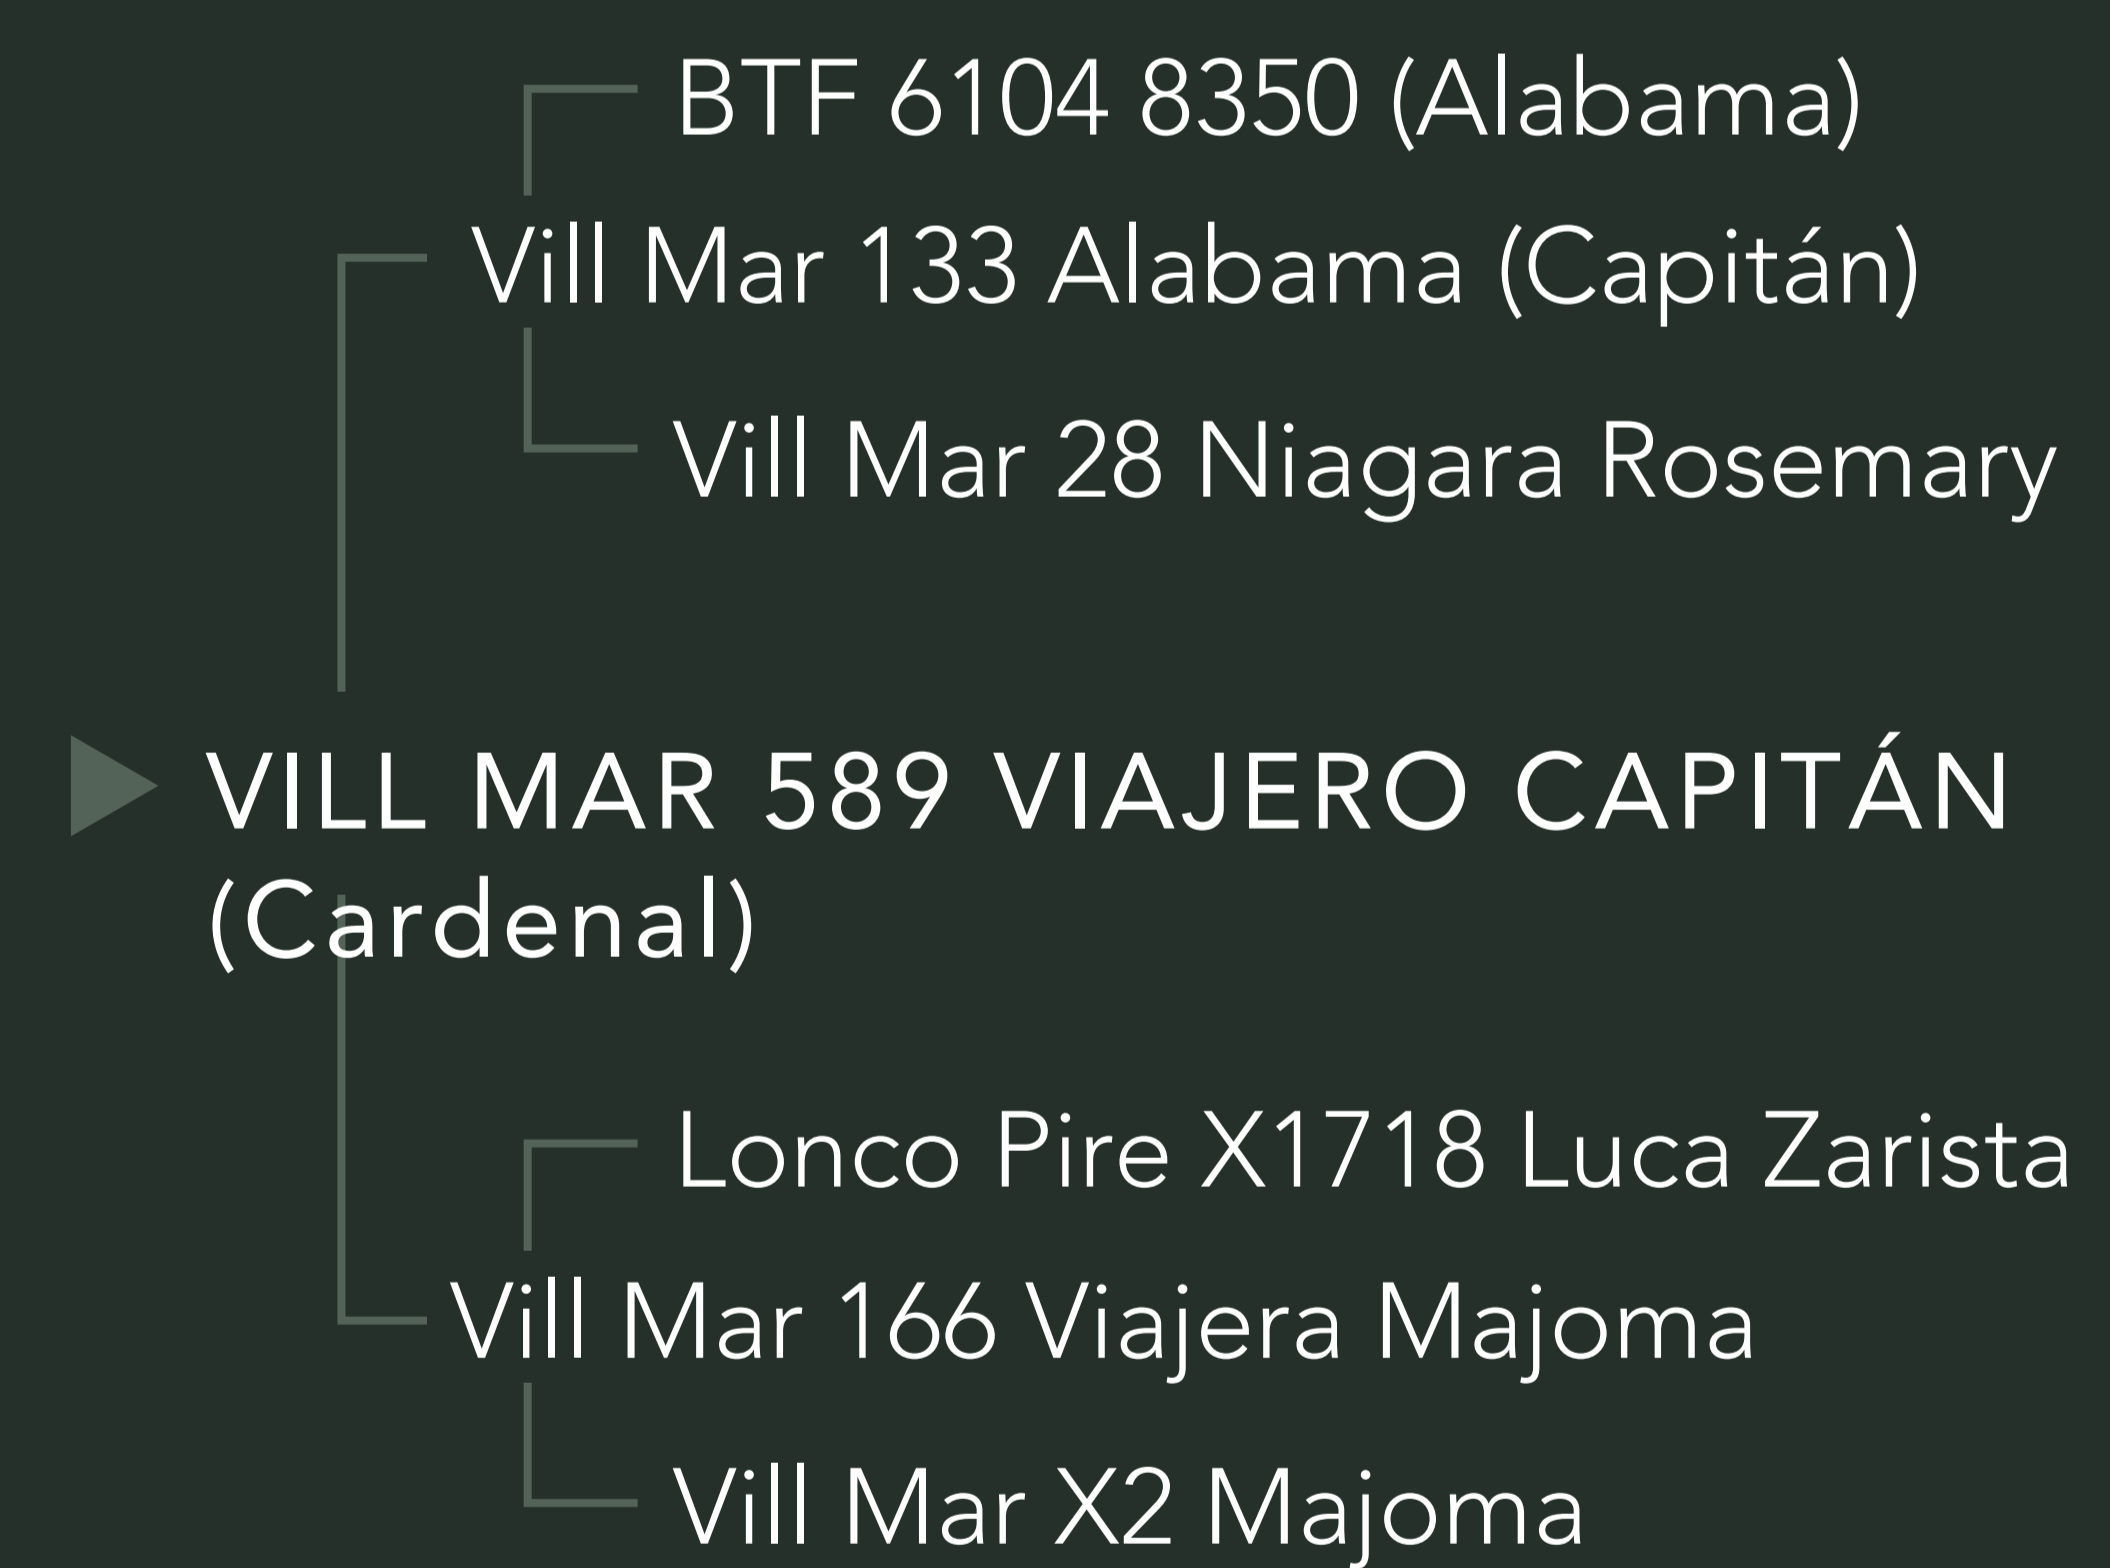 BTF 6104 8350 (Alabama)
Vill Mar 133 Alabama (Capitán)
Vill Mar 28 Niagara Rosemary
VILL MAR 589 VIAJERO CAPITÁN
(Cardenal)
Lonco Pire X1718 Luca Zarista
Vill Mar 166 Viajera Majoma
Vill Mar X2 Majoma